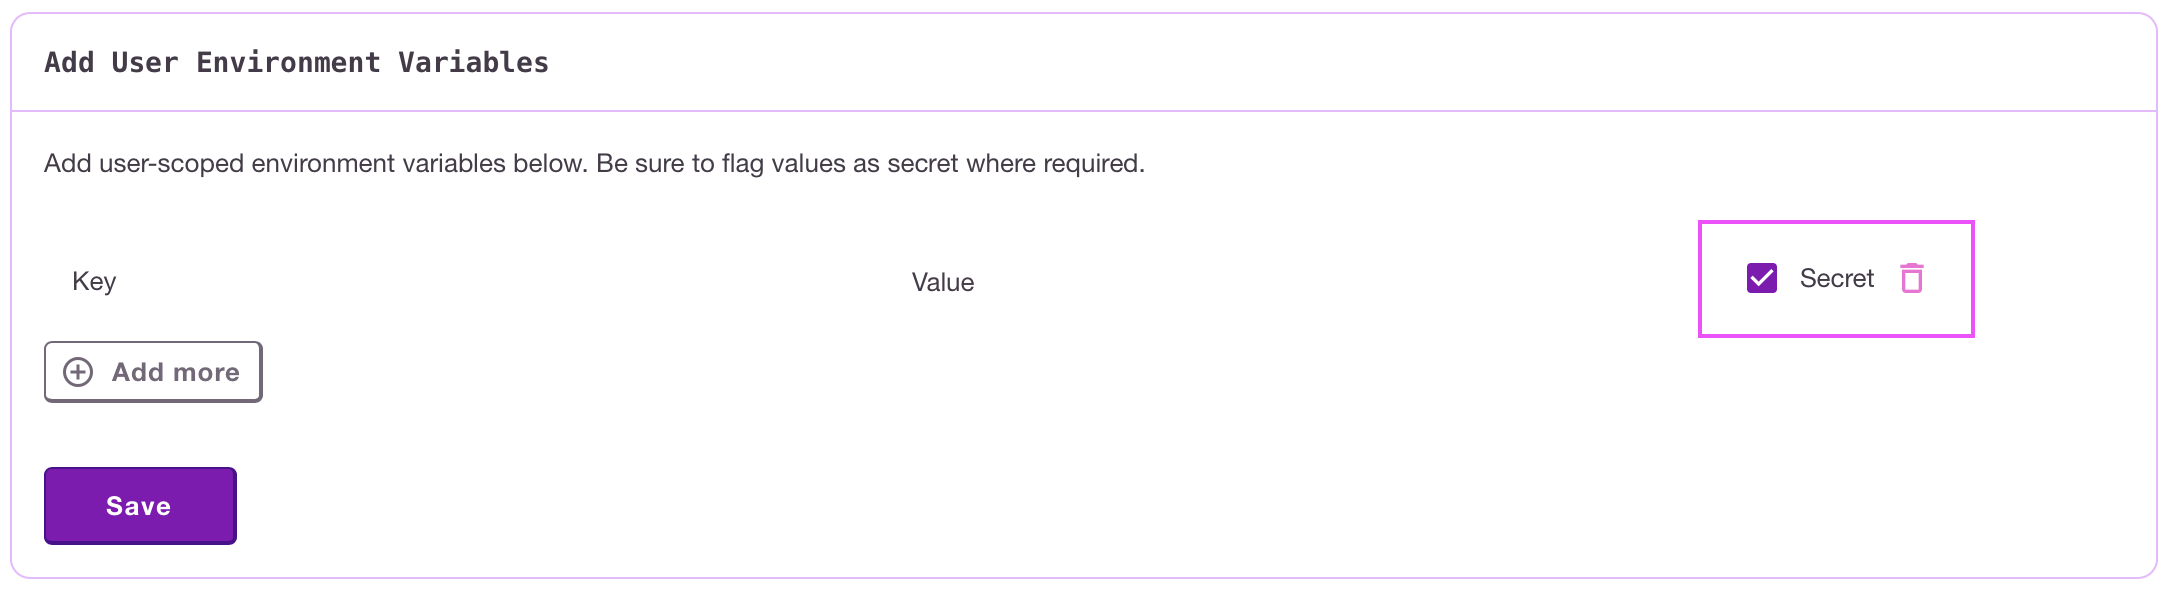 Add User Environment Variables
Add user-scoped environment variables below. Be sure to flag values as secret where required.
Key Value Secret
Add more
Save